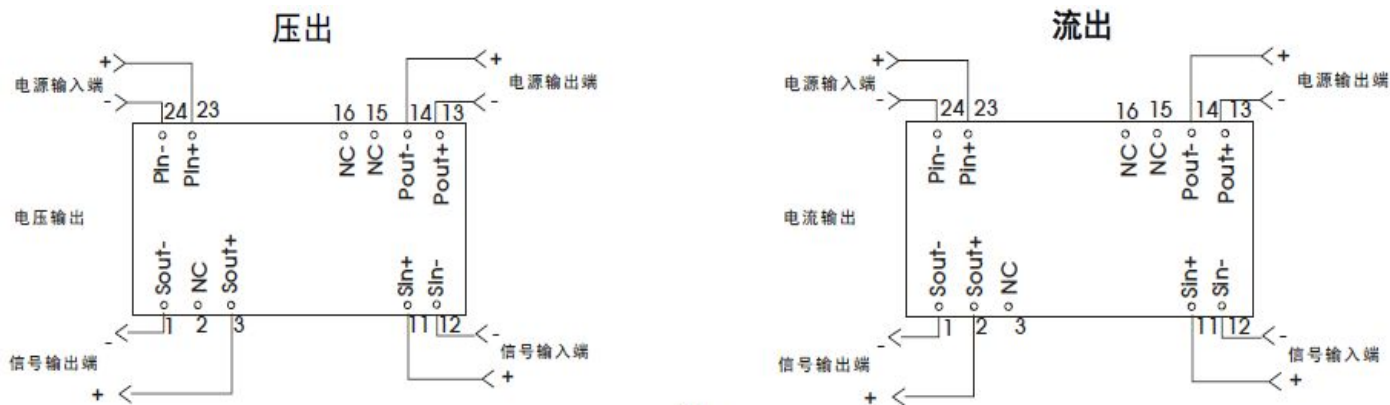 压出
+
电源输入端
-
24 23
16 15 14 13
+
电源输出端
-
PIn- PIn+ NC NC Pout- Pout+
电压输出
Sout- NC Sout+ SIn+ SIn-
1 2 3 11 12
-
信号输出端
+
-
信号输入端
+
流出
+
电源输入端
-
24 23
16 15 14 13
+
电源输出端
-
Pin- Pin+ NC NC Pout- Pout+
电流输出
Sout- Sout+ NC Sin+ Sin-
1 2 3 11 12
-
信号输出端
+
-
信号输入端
+